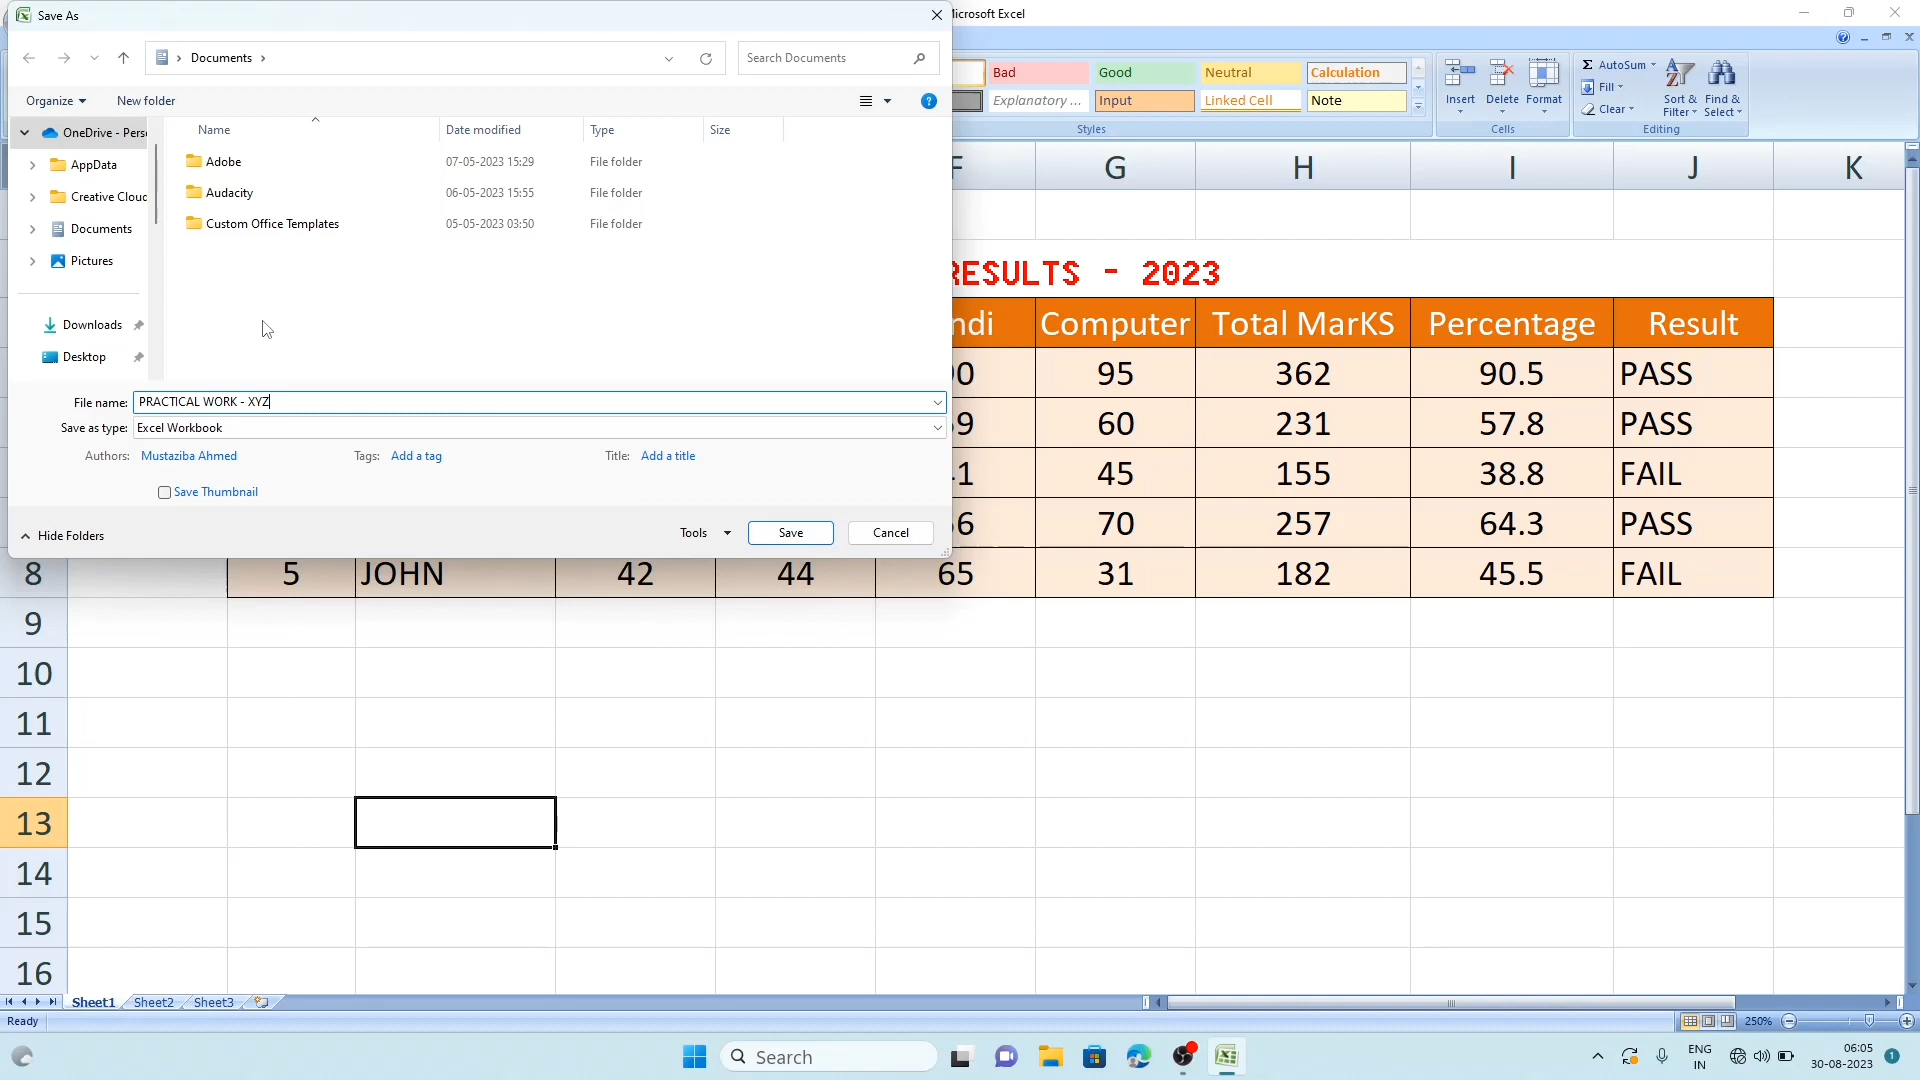 Save As
Microsoft Excel
Documents
Search Documents
Organize
New folder
Name
Date modified
Type
Size
OneDrive - Pers
AppData
Creative Cloud
Documents
Pictures
Downloads
Desktop
Adobe 07-05-2023 15:29 File folder
Audacity 06-05-2023 15:55 File folder
Custom Office Templates 05-05-2023 03:50 File folder
File name: PRACTICAL WORK - XYZ
Save as type: Excel Workbook
Authors: Mustaziba Ahmed Tags: Add a tag Title: Add a title
Save Thumbnail
Hide Folders
Tools
Save
Cancel
Bad Good Neutral Calculation
Explanatory ... Input Linked Cell Note
Styles
Insert Delete Format
Cells
Σ AutoSum
Fill
Clear
Sort & Filter
Find & Select
Editing
F G H I J K
RESULTS - 2023
ndi Computer Total MarKS Percentage Result
0 95 362 90.5 PASS
9 60 231 57.8 PASS
1 45 155 38.8 FAIL
6 70 257 64.3 PASS
8 5 JOHN 42 44 65 31 182 45.5 FAIL
9
10
11
12
13
14
15
16
Sheet1 Sheet2 Sheet3
Ready
250%
Search
ENG
IN
06:05
30-08-2023
1